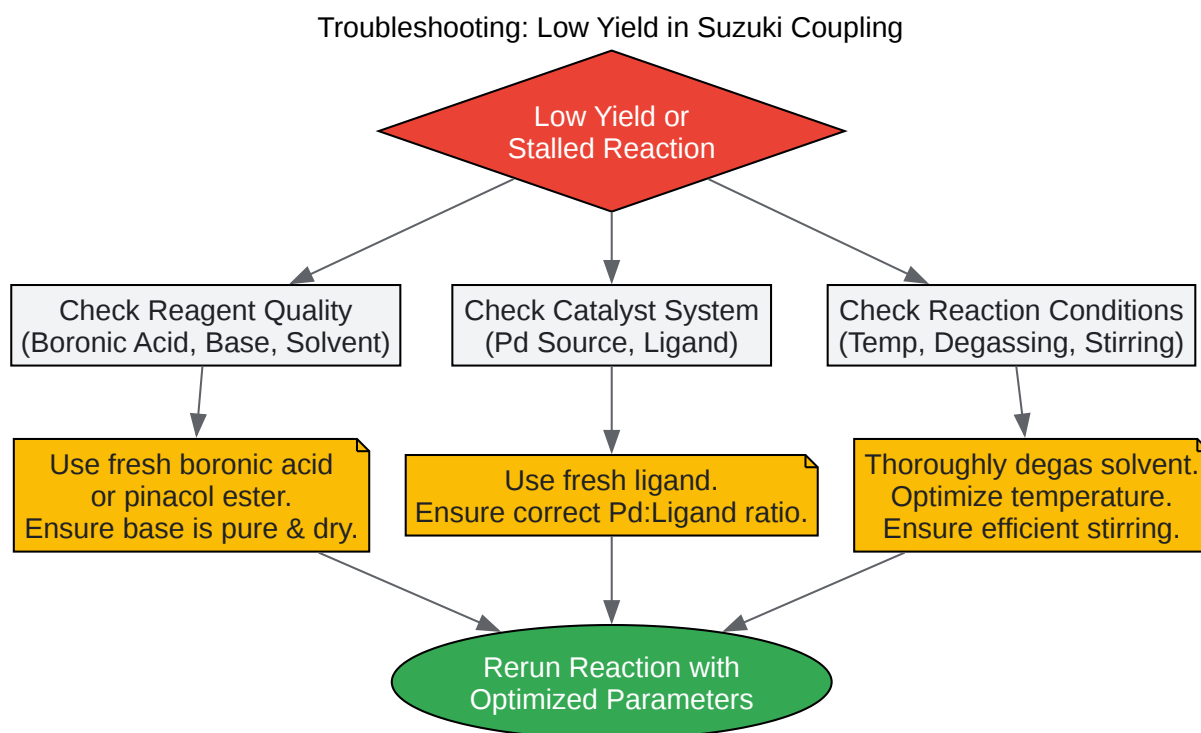 Troubleshooting: Low Yield in Suzuki Coupling
Low Yield or
Stalled Reaction
Check Reagent Quality
(Boronic Acid, Base, Solvent)
Check Catalyst System
(Pd Source, Ligand)
Check Reaction Conditions
(Temp, Degassing, Stirring)
Use fresh boronic acid
or pinacol ester.
Ensure base is pure & dry.
Use fresh ligand.
Ensure correct Pd:Ligand ratio.
Thoroughly degas solvent.
Optimize temperature.
Ensure efficient stirring.
Rerun Reaction with
Optimized Parameters